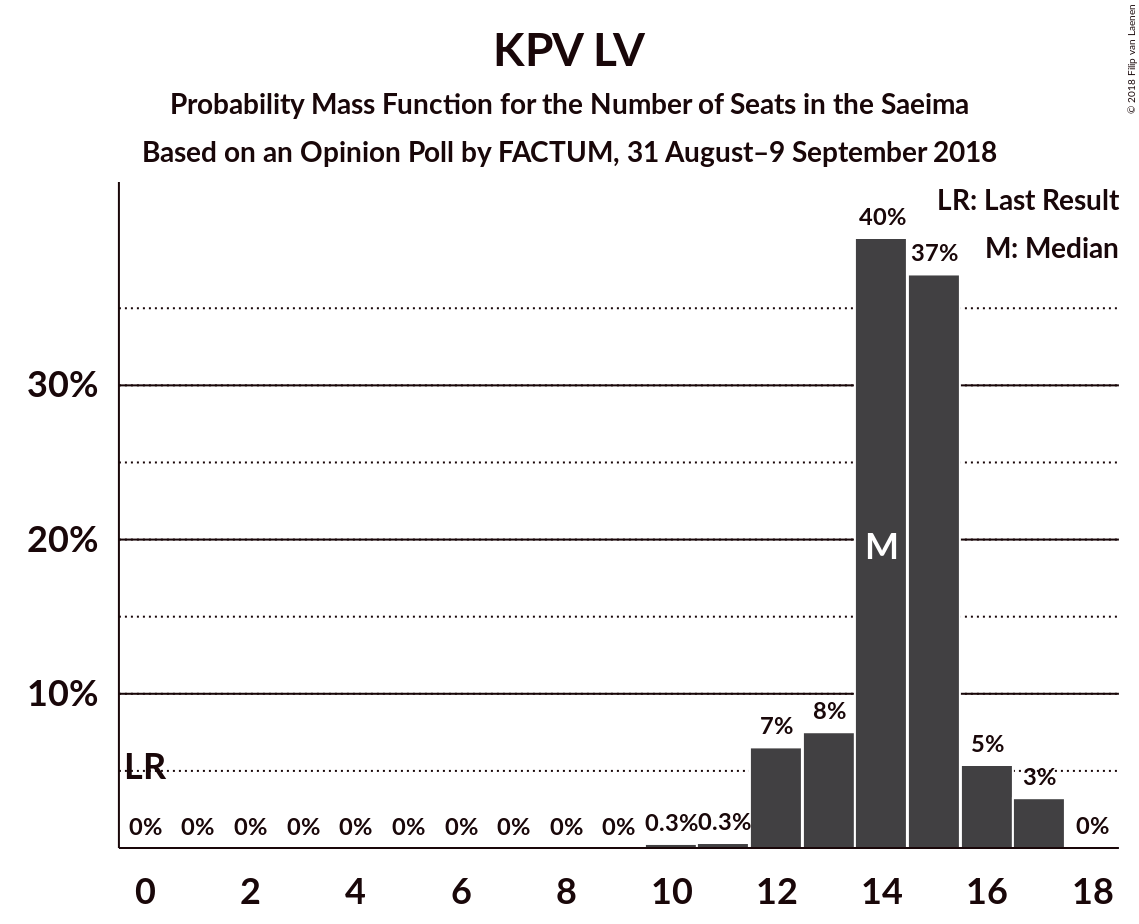 KPV LV
Probability Mass Function for the Number of Seats in the Saeima
Based on an Opinion Poll by FACTUM, 31 August–9 September 2018
© 2018 Filip van Laenen
LR: Last Result
M: Median
40%
37%
30%
20%
M
10%
8%
7%
5%
3%
LR
0% 0% 0% 0% 0% 0% 0% 0% 0% 0% 0.3% 0.3% 0%
0 2 4 6 8 10 12 14 16 18